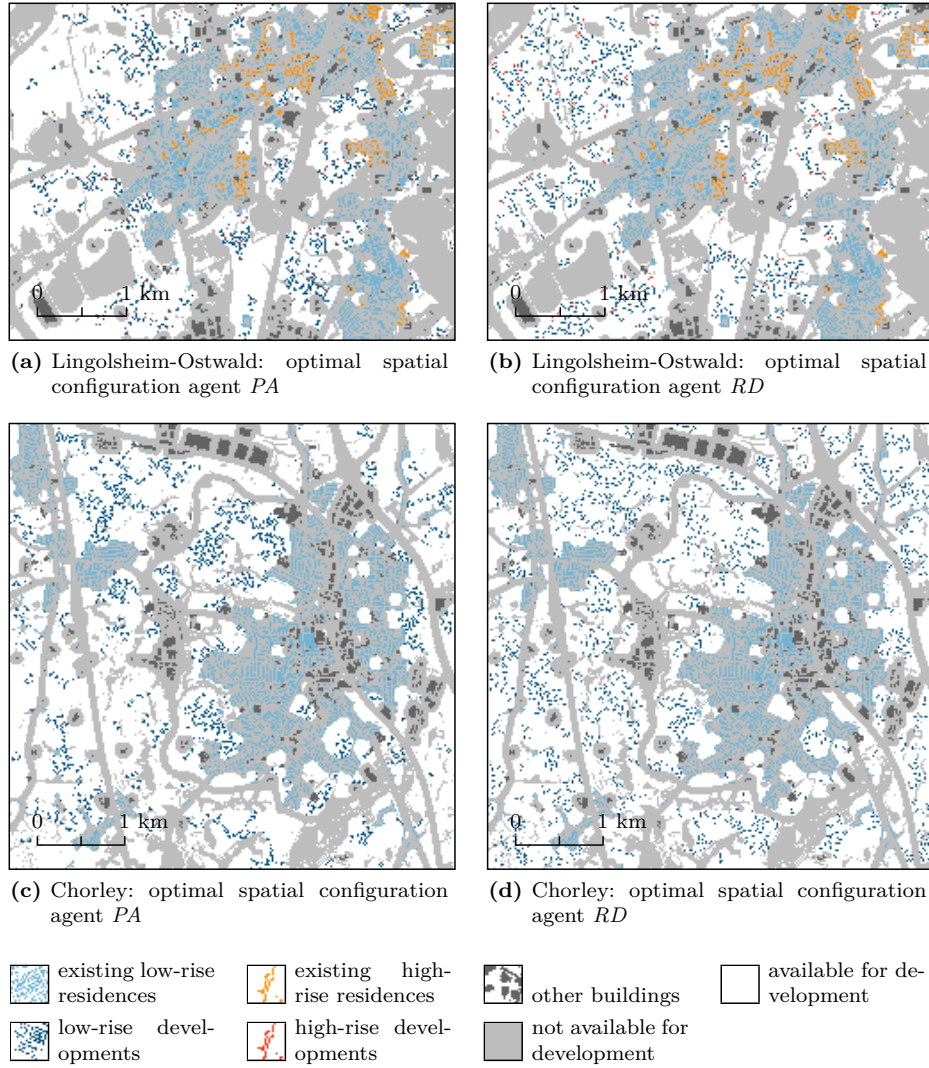 0 1 km
0 1 km
(a) Lingolsheim-Ostwald: optimal spatial
configuration agent PA
(b) Lingolsheim-Ostwald: optimal spatial
configuration agent RD
0 1 km
0 1 km
(c) Chorley: optimal spatial configuration
agent PA
(d) Chorley: optimal spatial configuration
agent RD
existing low-rise
residences
existing high-
rise residences
other buildings
available for de-
velopment
low-rise devel-
opments
high-rise devel-
opments
not available for
development